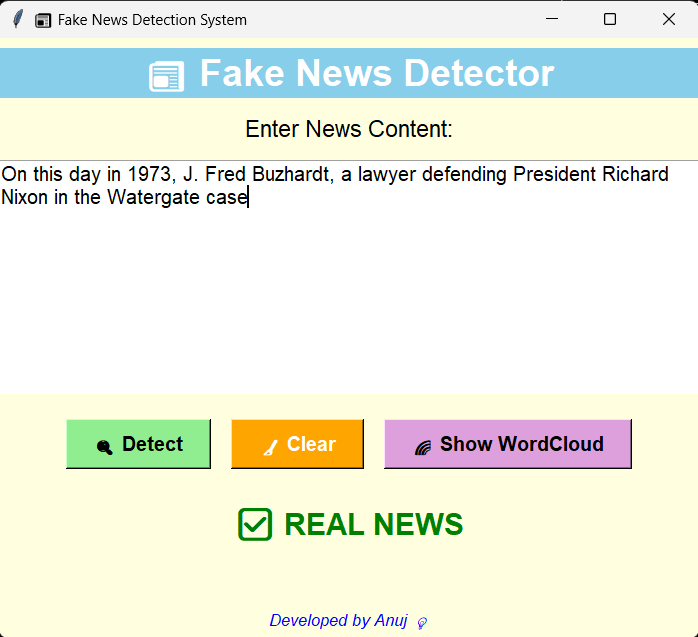 Fake News Detection System
Fake News Detector
Enter News Content:
On this day in 1973, J. Fred Buzhardt, a lawyer defending President Richard
Nixon in the Watergate case
Detect Clear Show WordCloud
REAL NEWS
Developed by Anuj